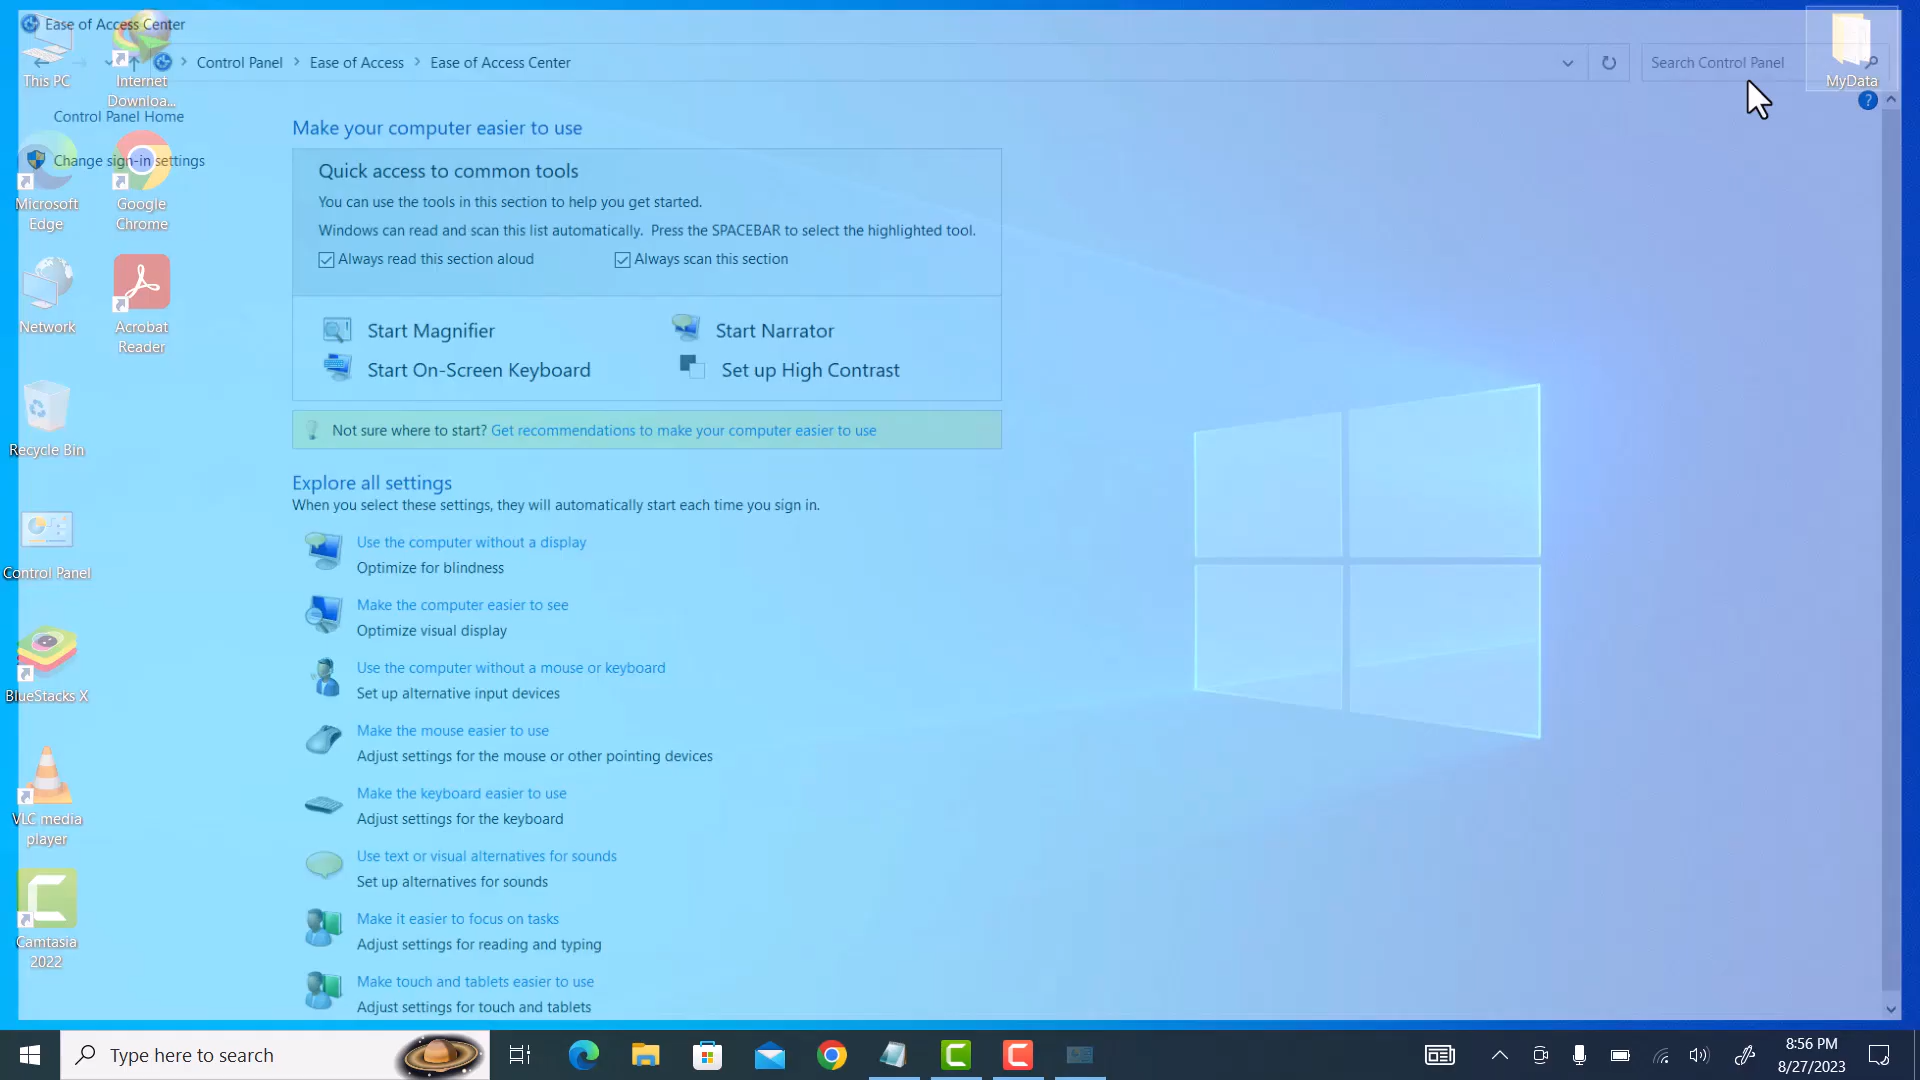 Ease of Access Center
Control Panel > Ease of Access > Ease of Access Center
Search Control Panel
Control Panel Home
Change sign-in settings
Make your computer easier to use
Quick access to common tools
You can use the tools in this section to help you get started.
Windows can read and scan this list automatically. Press the SPACEBAR to select the highlighted tool.
Always read this section aloud
Always scan this section
Start Magnifier
Start Narrator
Start On-Screen Keyboard
Set up High Contrast
Not sure where to start? Get recommendations to make your computer easier to use
Explore all settings
When you select these settings, they will automatically start each time you sign in.
Use the computer without a display
Optimize for blindness
Make the computer easier to see
Optimize visual display
Use the computer without a mouse or keyboard
Set up alternative input devices
Make the mouse easier to use
Adjust settings for the mouse or other pointing devices
Make the keyboard easier to use
Adjust settings for the keyboard
Use text or visual alternatives for sounds
Set up alternatives for sounds
Make it easier to focus on tasks
Adjust settings for reading and typing
Make touch and tablets easier to use
Adjust settings for touch and tablets
This PC
Internet
Downloa...
Microsoft
Edge
Google
Chrome
Network
Acrobat
Reader
Recycle Bin
Control Panel
BlueStacks X
VLC media
player
Camtasia
2022
MyData
?
Type here to search
8:56 PM
8/27/2023